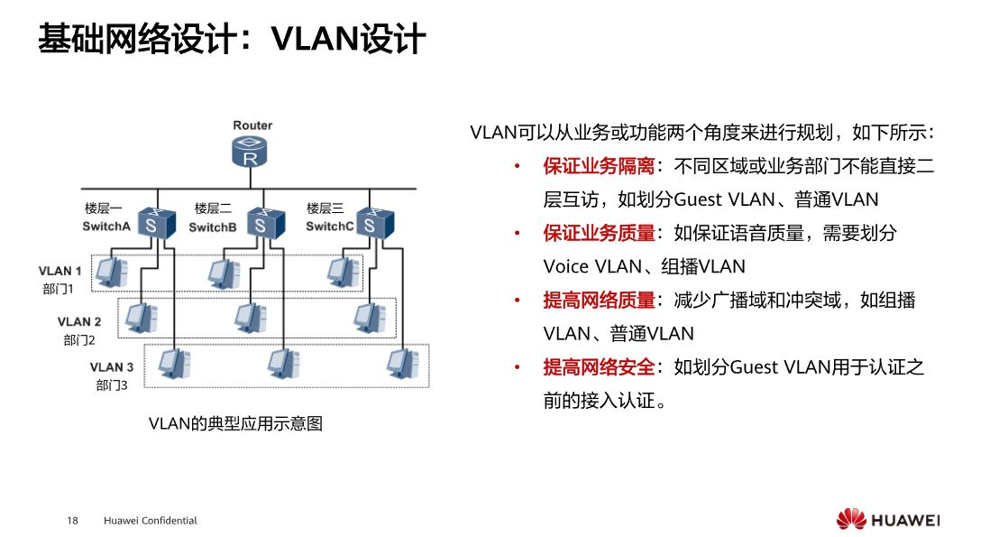 基础网络设计：VLAN设计
Router
R
楼层一
SwitchA
S
楼层二
SwitchB
S
楼层三
SwitchC
S
VLAN 1
部门1
VLAN 2
部门2
VLAN 3
部门3
VLAN的典型应用示意图
VLAN可以从业务或功能两个角度来进行规划，如下所示：
• 保证业务隔离：不同区域或业务部门不能直接二
层互访，如划分Guest VLAN、普通VLAN
• 保证业务质量：如保证语音质量，需要划分
Voice VLAN、组播VLAN
• 提高网络质量：减少广播域和冲突域，如组播
VLAN、普通VLAN
• 提高网络安全：如划分Guest VLAN用于认证之
前的接入认证。
18 Huawei Confidential
HUAWEI